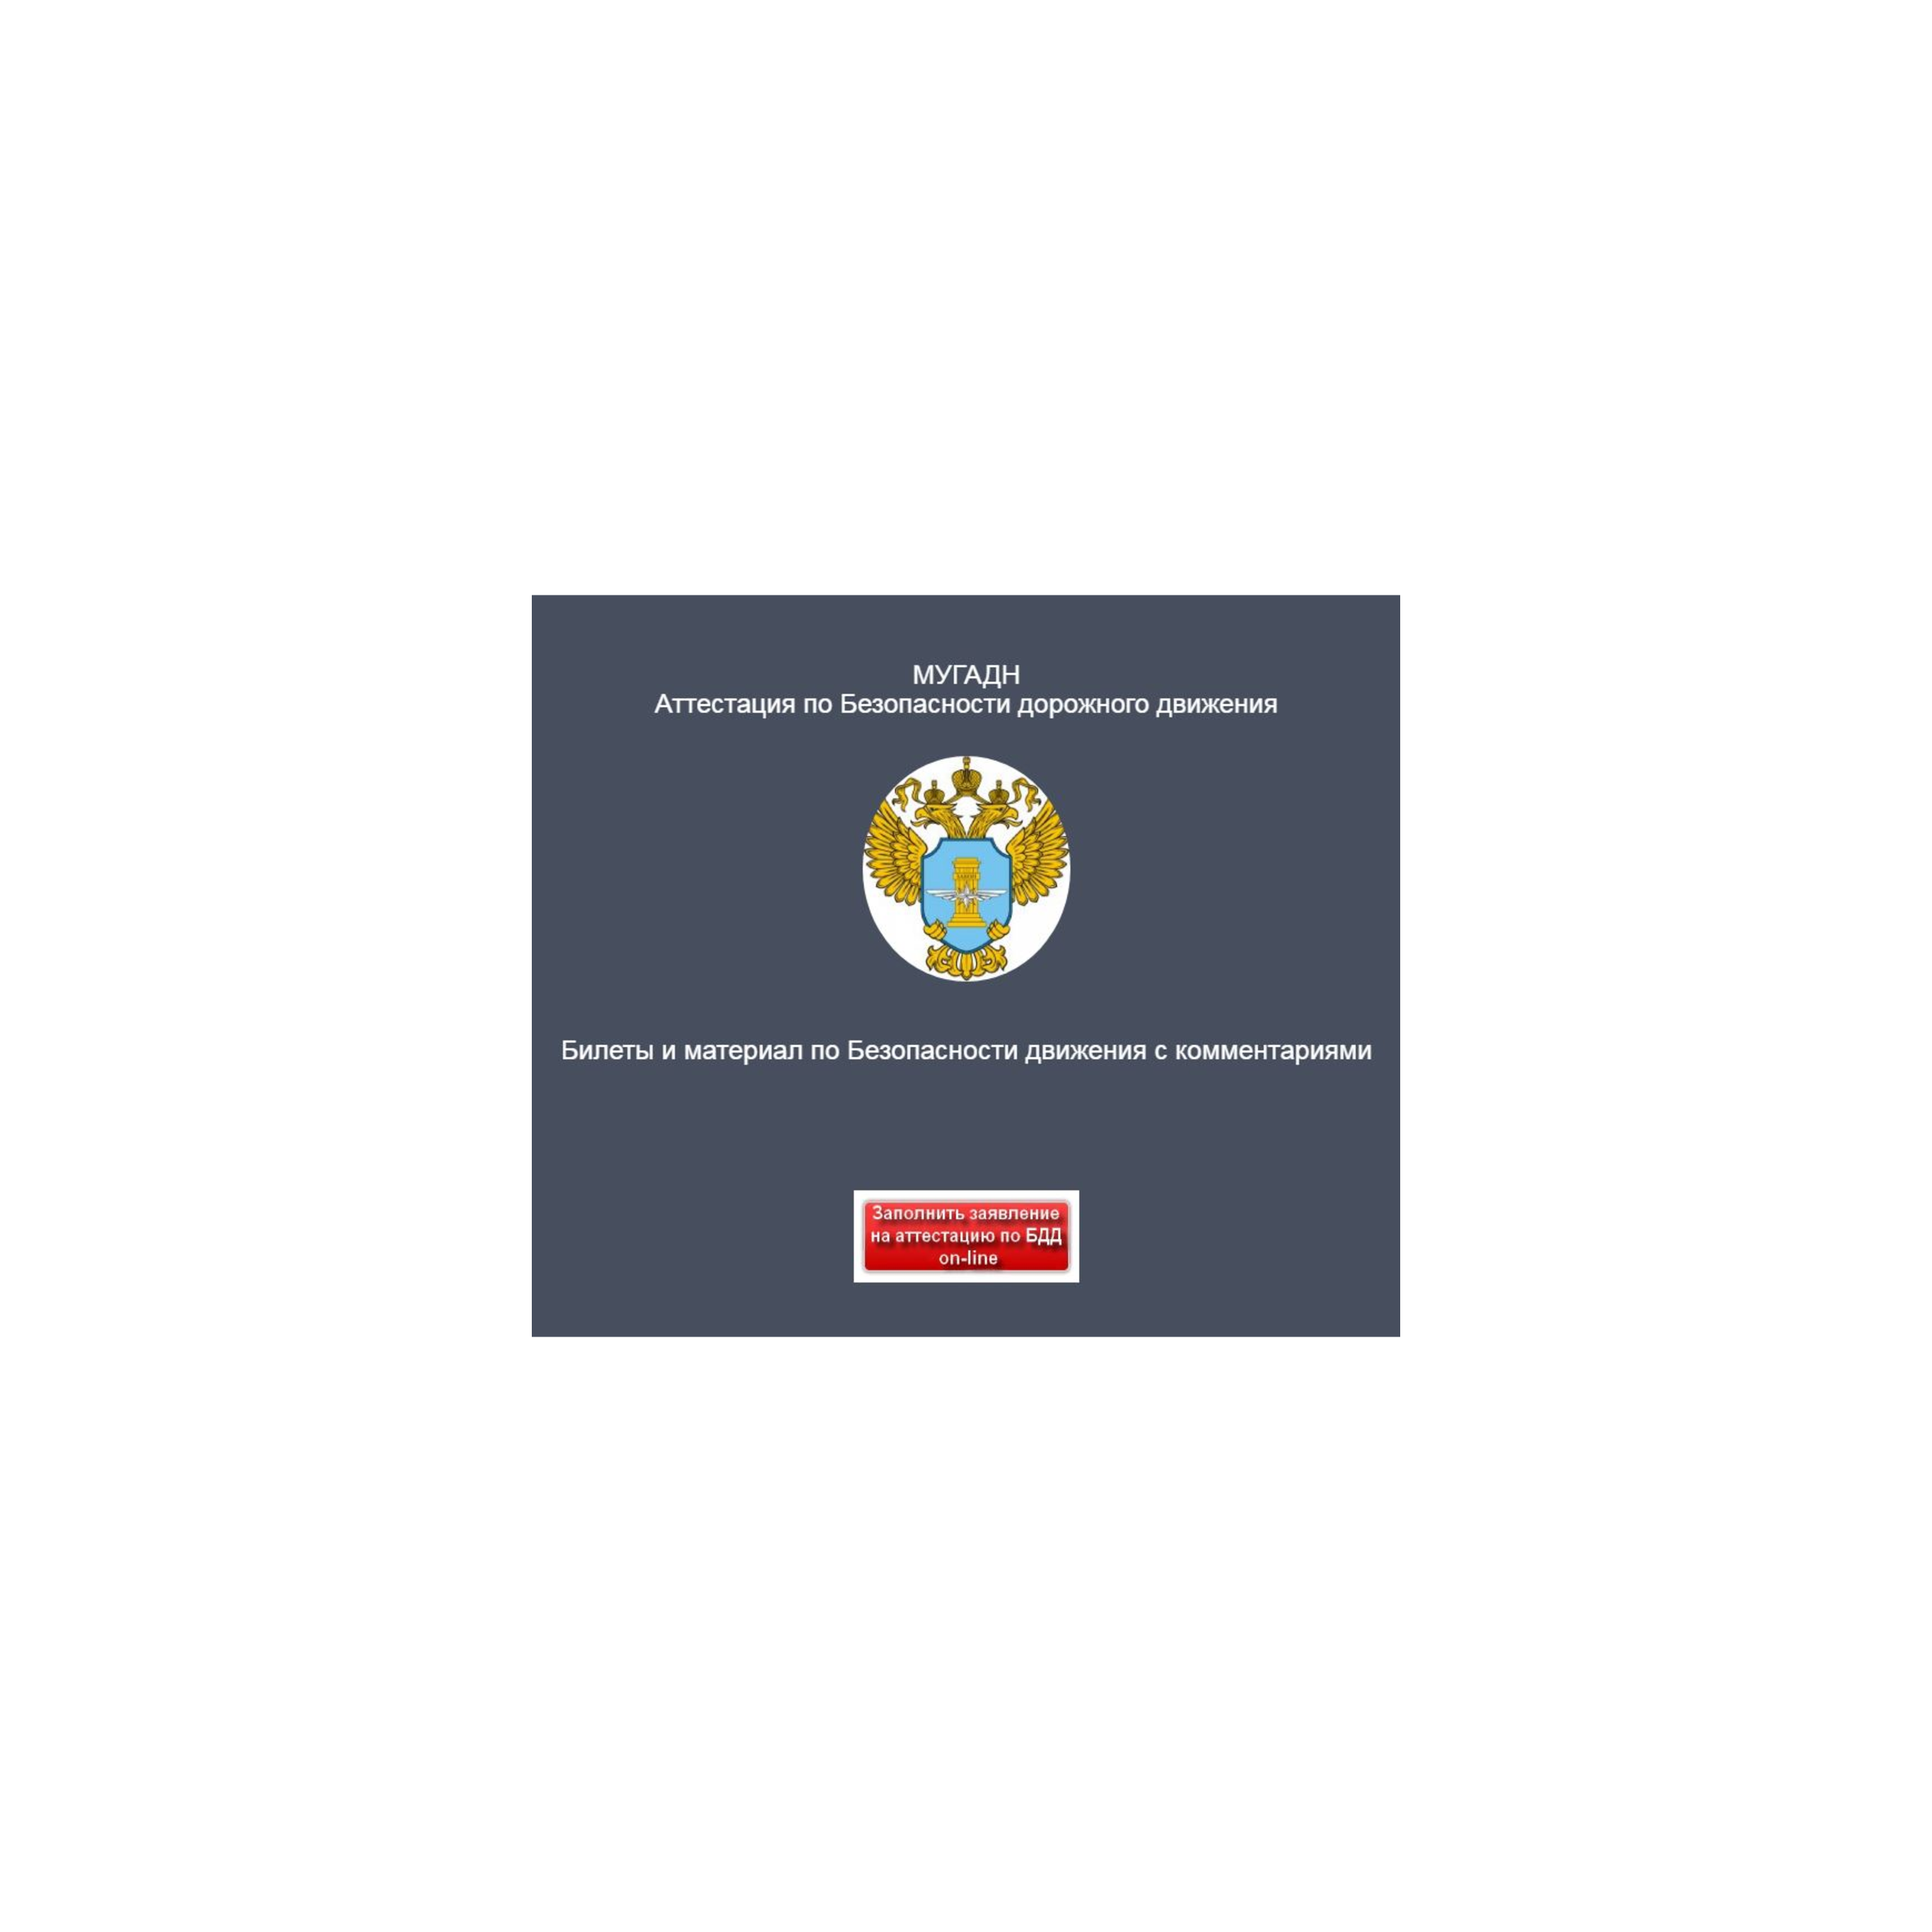 МУГАДН
Аттестация по Безопасности дорожного движения
Билеты и материал по Безопасности движения с комментариями
Заполнить заявление
на аттестацию по БДД
on-line